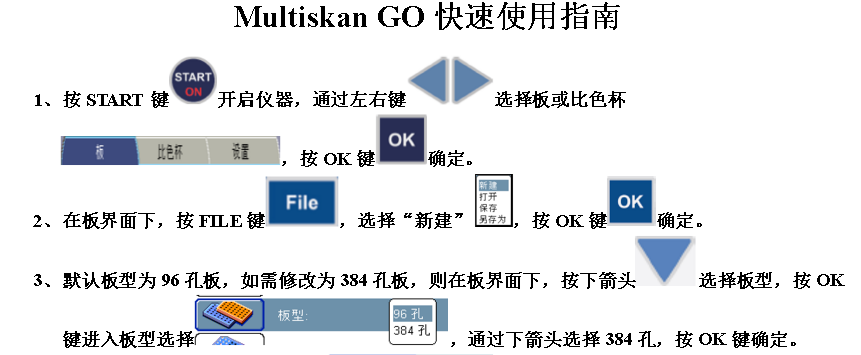 Multiskan GO 快速使用指南
1、按 START 键 START ON 开启仪器，通过左右键 选择板或比色杯
板 比色杯 设置 ，按 OK 键 OK 确定。
2、在板界面下，按 FILE 键 File ，选择“新建” 新建 打开 保存 另存为 ，按 OK 键 OK 确定。
3、默认板型为 96 孔板，如需修改为 384 孔板，则在板界面下，按下箭头 选择板型，按 OK
键进入板型选择 板型: 96 孔 384 孔 ，通过下箭头选择 384 孔，按 OK 键确定。